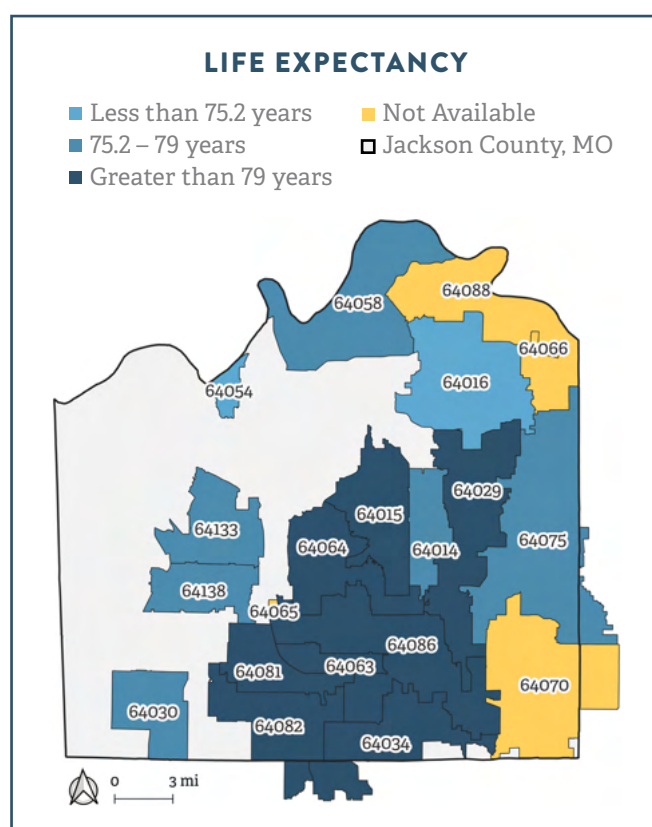 LIFE EXPECTANCY
Less than 75.2 years
Not Available
75.2 – 79 years
Jackson County, MO
Greater than 79 years
64058
64088
64066
64016
64054
64029
64015
64133
64064
64014
64075
64138
64065
64086
64081
64063
64070
64030
64082
64034
0 3 mi